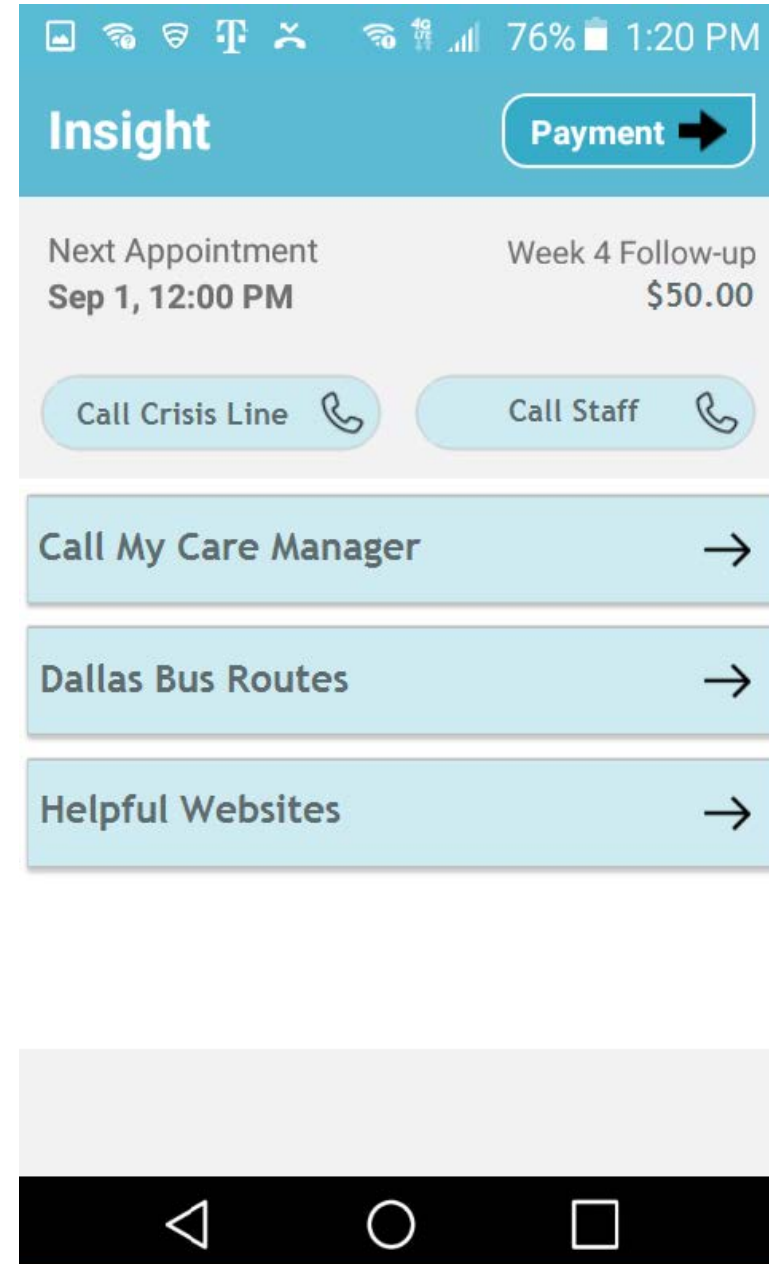 76% 1:20 PM
Insight
Payment
Next Appointment
Week 4 Follow-up
Sep 1, 12:00 PM
$50.00
Call Crisis Line
Call Staff
Call My Care Manager
Dallas Bus Routes
Helpful Websites